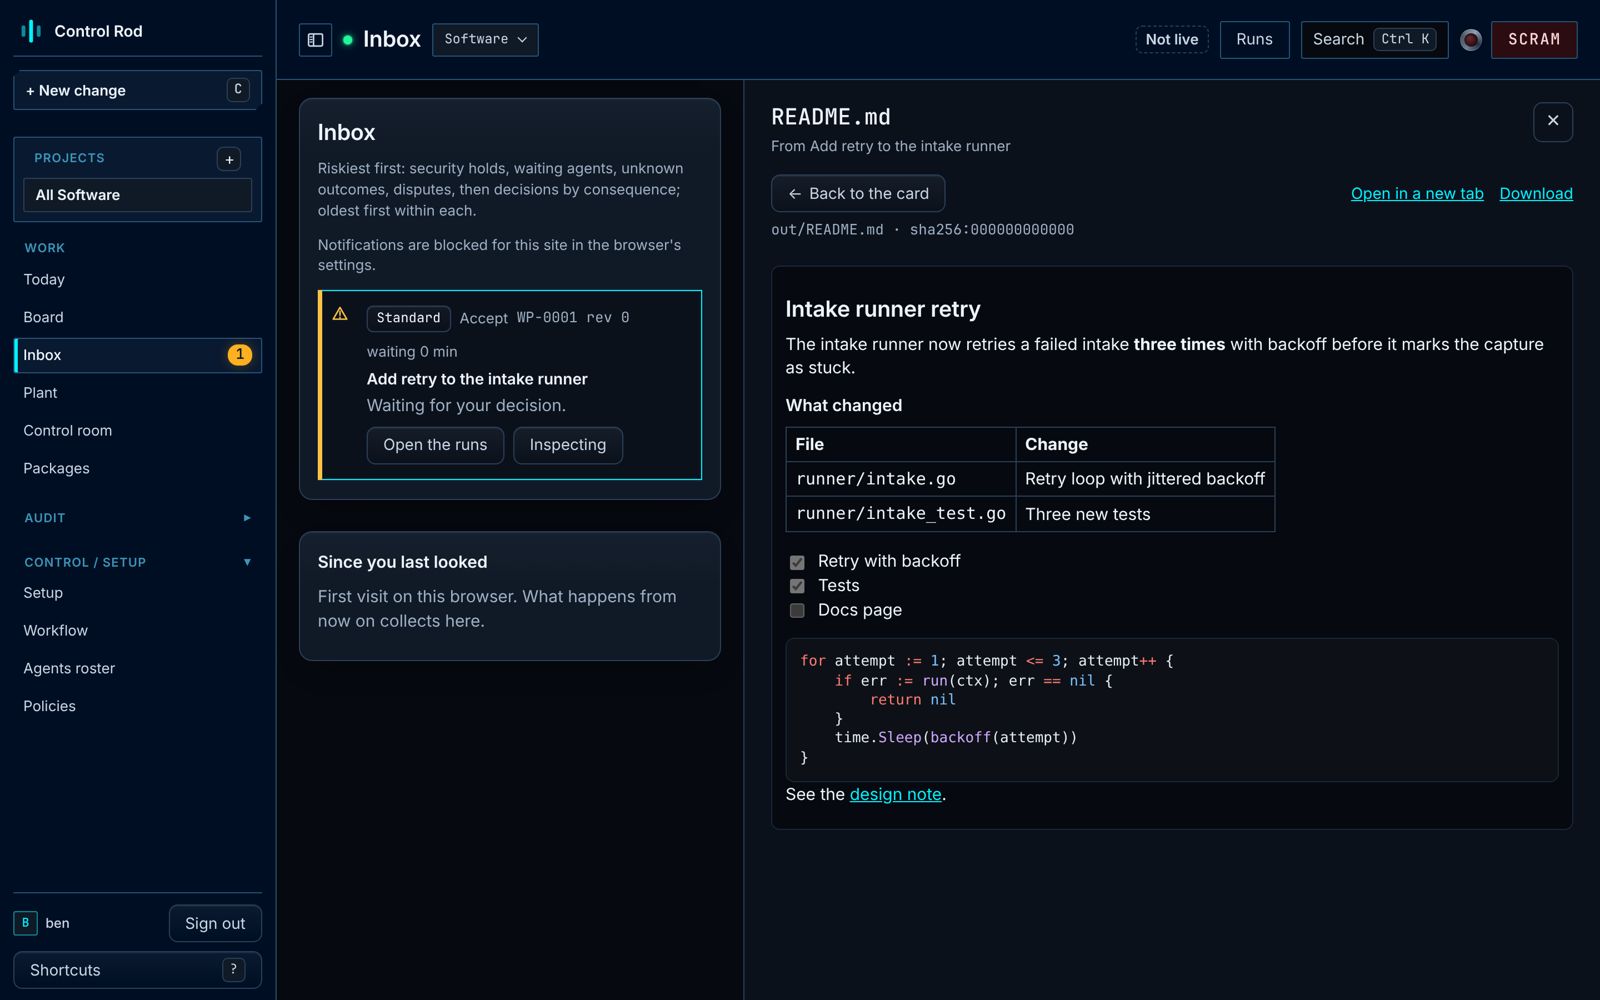 Control Rod
+ New change C
PROJECTS +
All Software
WORK
Today
Board
Inbox 1
Plant
Control room
Packages
AUDIT
CONTROL / SETUP
Setup
Workflow
Agents roster
Policies
B ben Sign out
Shortcuts ?
Inbox Software
Not live Runs Search Ctrl K SCRAM
Inbox
Riskiest first: security holds, waiting agents, unknown
outcomes, disputes, then decisions by consequence;
oldest first within each.
Notifications are blocked for this site in the browser's
settings.
Standard Accept WP-0001 rev 0
waiting 0 min
Add retry to the intake runner
Waiting for your decision.
Open the runs Inspecting
Since you last looked
First visit on this browser. What happens from
now on collects here.
README.md
From Add retry to the intake runner
← Back to the card Open in a new tab Download
out/README.md · sha256:000000000000
Intake runner retry
The intake runner now retries a failed intake three times with backoff before it marks the capture
as stuck.
What changed
File Change
runner/intake.go Retry loop with jittered backoff
runner/intake_test.go Three new tests
Retry with backoff
Tests
Docs page
for attempt := 1; attempt <= 3; attempt++ {
    if err := run(ctx); err == nil {
        return nil
    }
    time.Sleep(backoff(attempt))
}
See the design note.